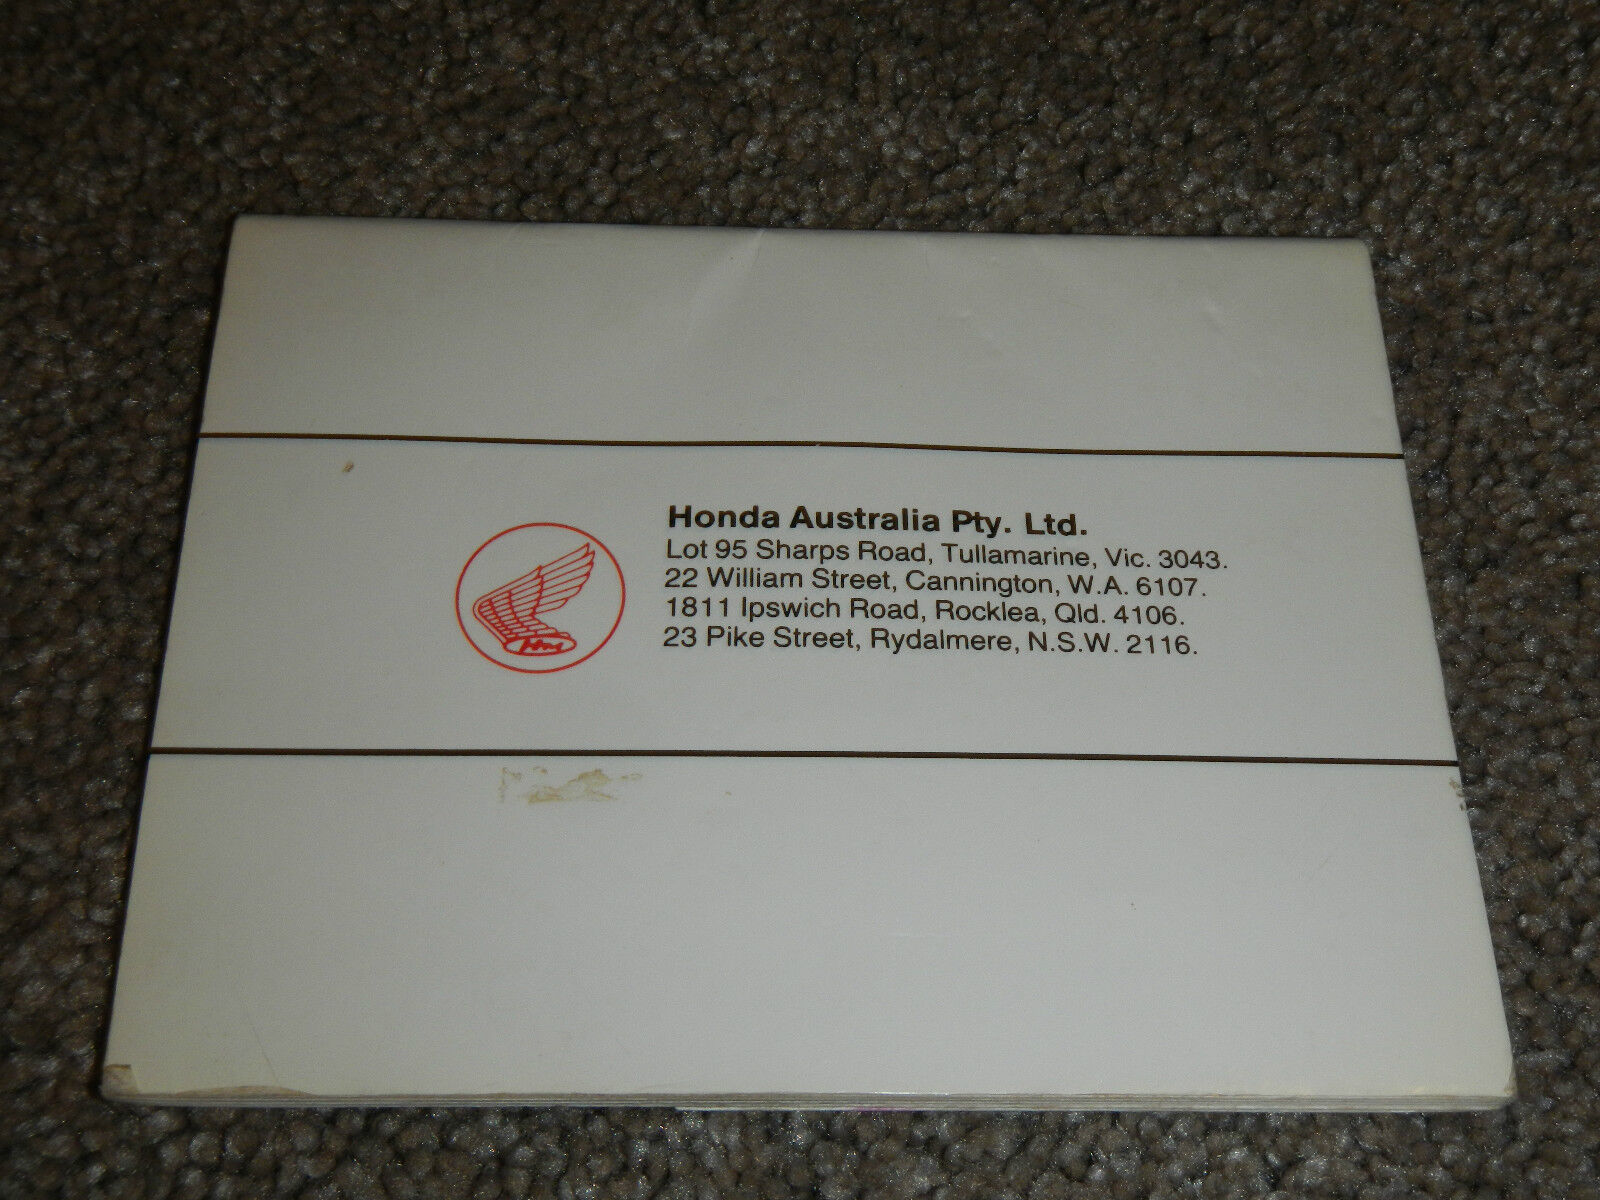 Honda Australia Pty. Ltd.
Lot 95 Sharps Road, Tullamarine, Vic. 3043.
22 William Street, Cannington, W.A. 6107.
1811 Ipswich Road, Rocklea, Qld. 4106.
23 Pike Street, Rydalmere, N.S.W. 2116.